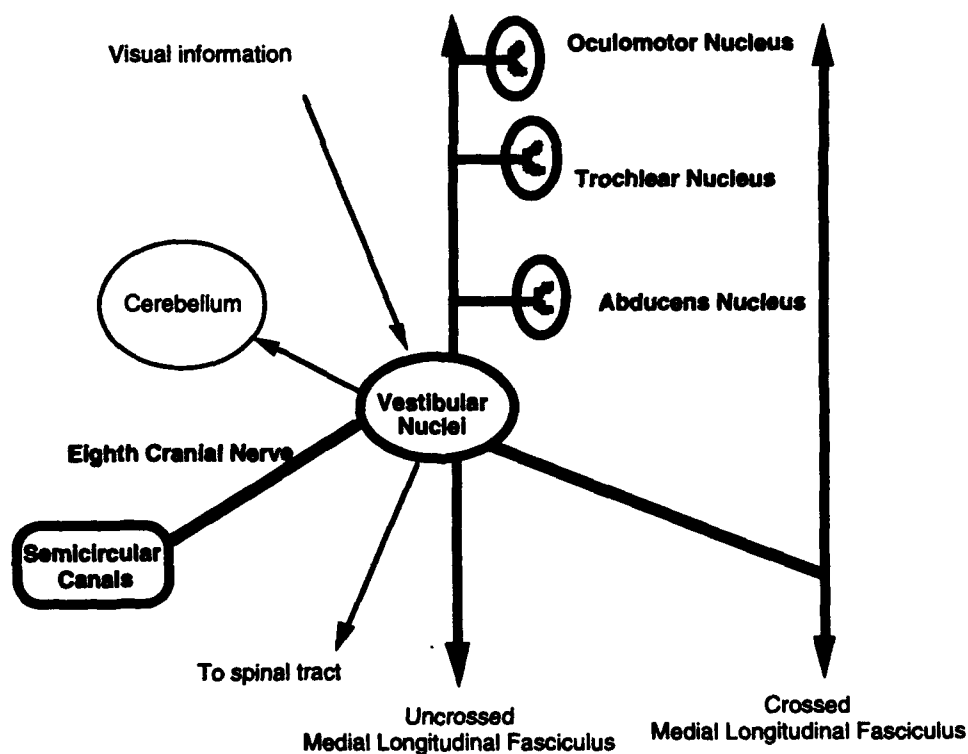 Visual information
Oculomotor Nucleus
Trochlear Nucleus
Cerebellum
Abducens Nucleus
Vestibular
Nuclei
Eighth Cranial Nerve
Semicircular
Canals
To spinal tract
Uncrossed
Medial Longitudinal Fasciculus
Crossed
Medial Longitudinal Fasciculus